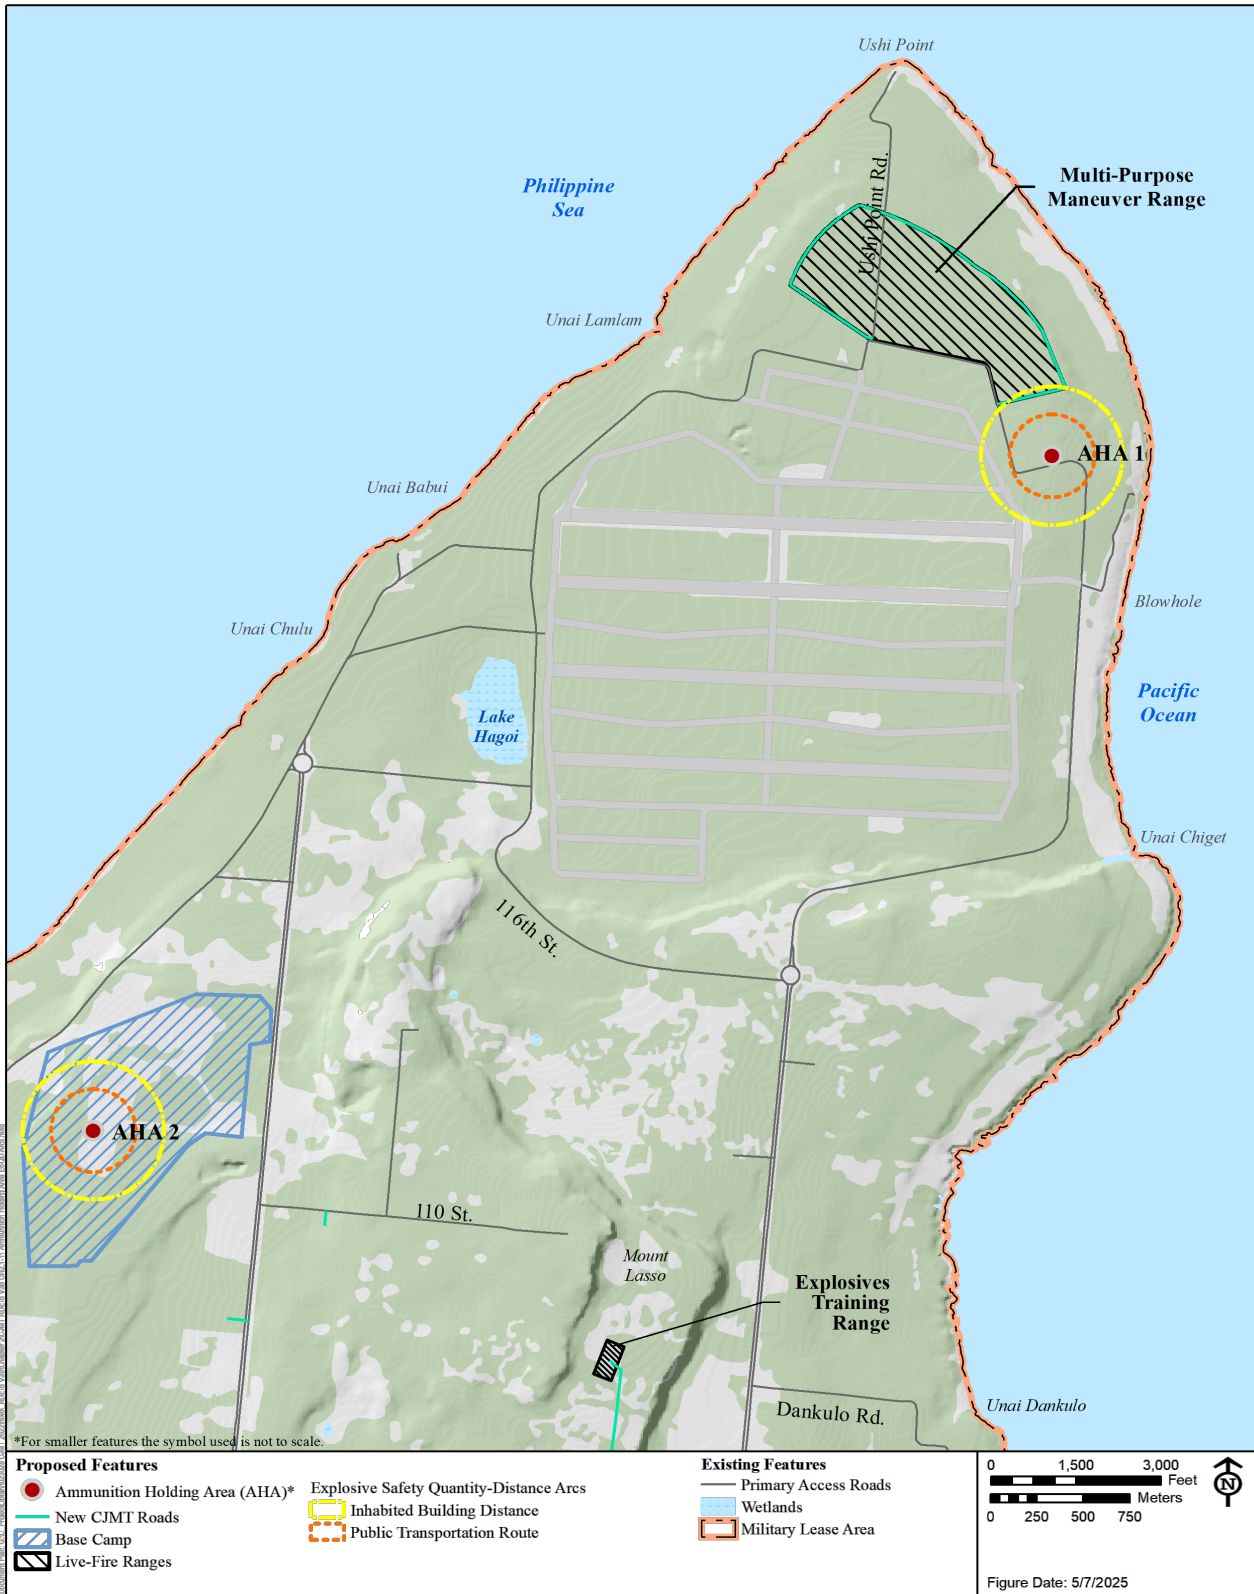 Ushi Point
Philippine
Sea
Ushi Point Rd.
Multi-Purpose
Maneuver Range
Unai Lamlam
AHA 1
Unai Babui
Blowhole
Unai Chulu
Pacific
Ocean
Lake
Hagoi
Unai Chiget
116th St.
AHA 2
110 St.
Mount
Lasso
Explosives
Training
Range
Dankulo Rd.
Unai Dankulo
*For smaller features the symbol used is not to scale.
Proposed Features
Ammunition Holding Area (AHA)*
New CJMT Roads
Base Camp
Live-Fire Ranges
Explosive Safety Quantity-Distance Arcs
Inhabited Building Distance
Public Transportation Route
Existing Features
Primary Access Roads
Wetlands
Military Lease Area
0 1,500 3,000
Feet
Meters
0 250 500 750
N
Figure Date: 5/7/2025